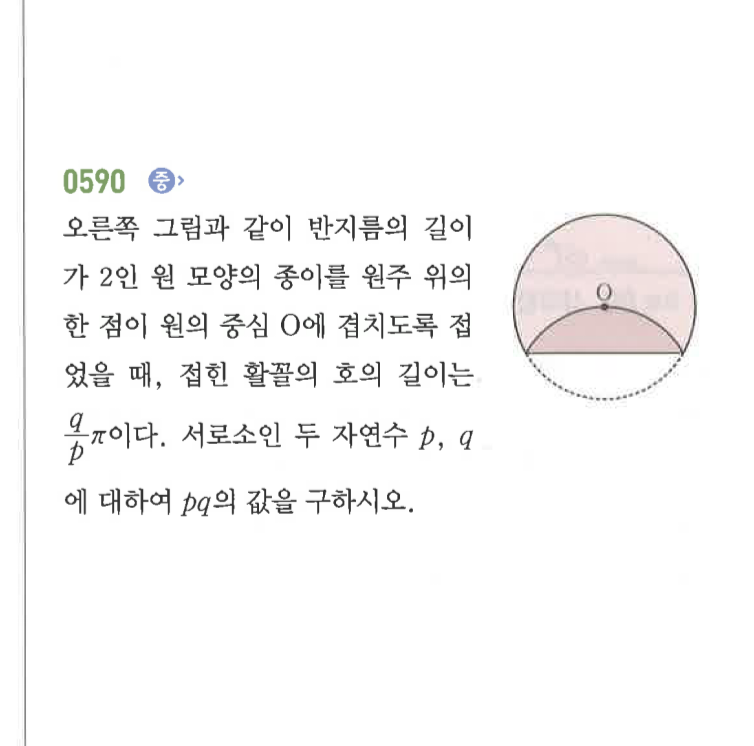 0590 중
오른쪽 그림과 같이 반지름의 길이
가 2인 원 모양의 종이를 원주 위의
한 점이 원의 중심 O에 겹치도록 접
었을 때, 접힌 활꼴의 호의 길이는
q/p π이다. 서로소인 두 자연수 p, q
에 대하여 pq의 값을 구하시오.
O